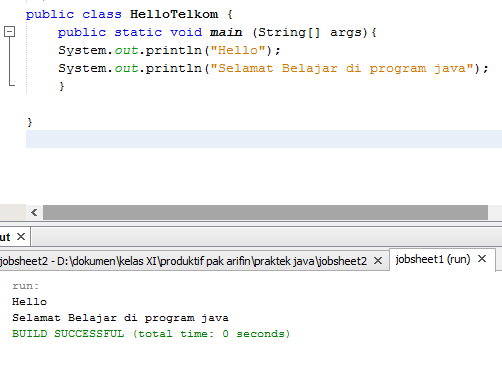 public class HelloTelkom {
public static void main (String[] args){
System.out.println("Hello");
System.out.println("Selamat Belajar di program java");
}
}
ut
jobsheet2 - D:\dokumen\kelas XI\produktif pak arifin\praktek java\jobsheet2
jobsheet1 (run)
run:
Hello
Selamat Belajar di program java
BUILD SUCCESSFUL (total time: 0 seconds)